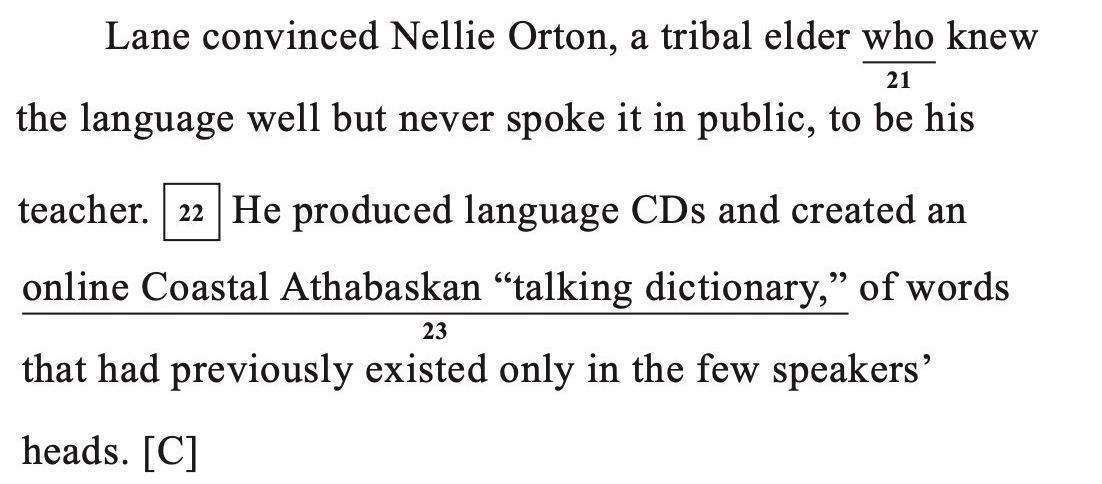 Lane convinced Nellie Orton, a tribal elder who knew
21
the language well but never spoke it in public, to be his
teacher. 22 He produced language CDs and created an
online Coastal Athabaskan “talking dictionary,” of words
23
that had previously existed only in the few speakers’
heads. [C]